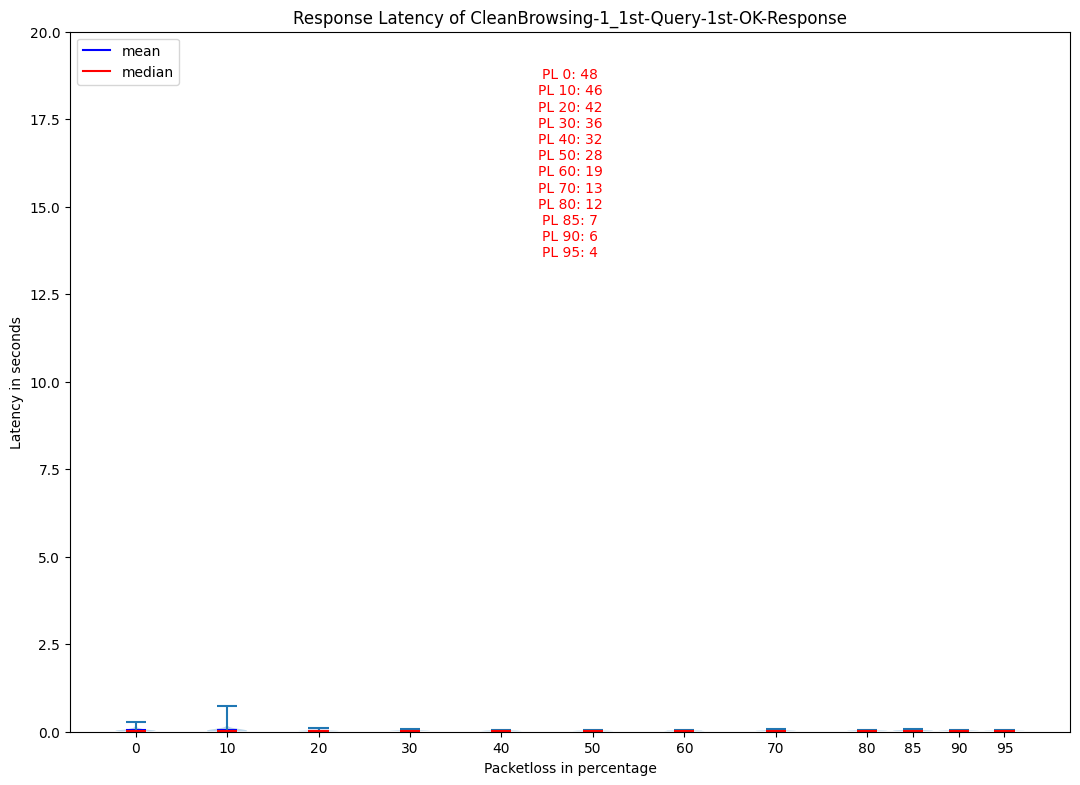 Response Latency of CleanBrowsing-1_1st-Query-1st-OK-Response
mean
median
PL 0: 48
PL 10: 46
PL 20: 42
PL 30: 36
PL 40: 32
PL 50: 28
PL 60: 19
PL 70: 13
PL 80: 12
PL 85: 7
PL 90: 6
PL 95: 4
Latency in seconds
20.0
17.5
15.0
12.5
10.0
7.5
5.0
2.5
0.0
0 10 20 30 40 50 60 70 80 85 90 95
Packetloss in percentage